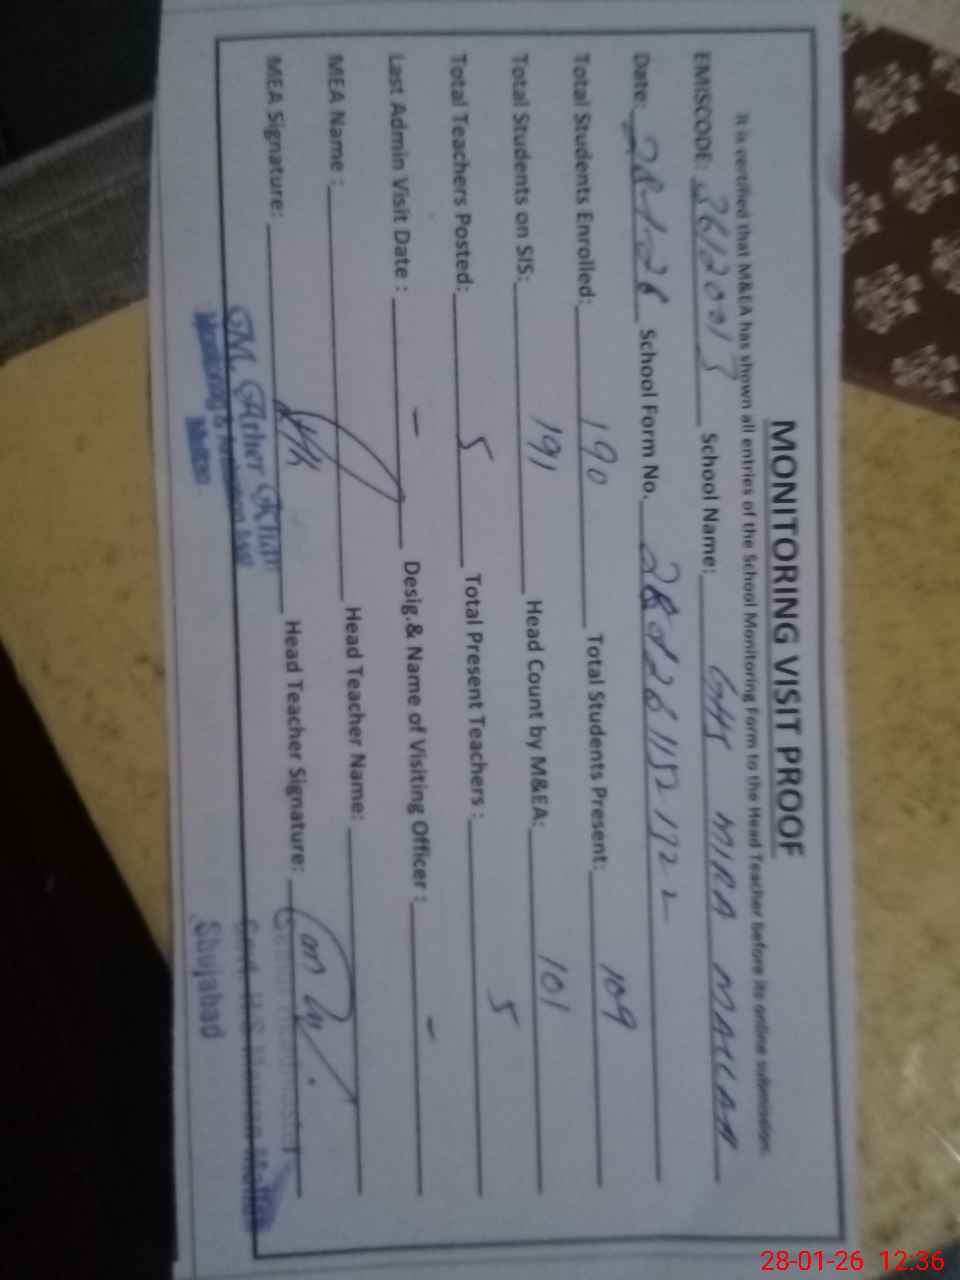 MONITORING VISIT PROOF
It is certified that M&EA has shown all entries of the School Monitoring Form to the Head Teacher before its online submission.
EMISCODE: 36120013 School Name: GHS MIRA MALLAH
Date: 28-1-26 School Form No.
Total Students Enrolled: 190 Total Students Present: 109
Total Students on SIS: 191 Head Count by M&EA: 101
Total Teachers Posted: 5 Total Present Teachers : 5
Last Admin Visit Date : - Desig.& Name of Visiting Officer : -
MEA Name : Head Teacher Name:
MEA Signature: Head Teacher Signature:
Shujabad
28-01-26 12:36